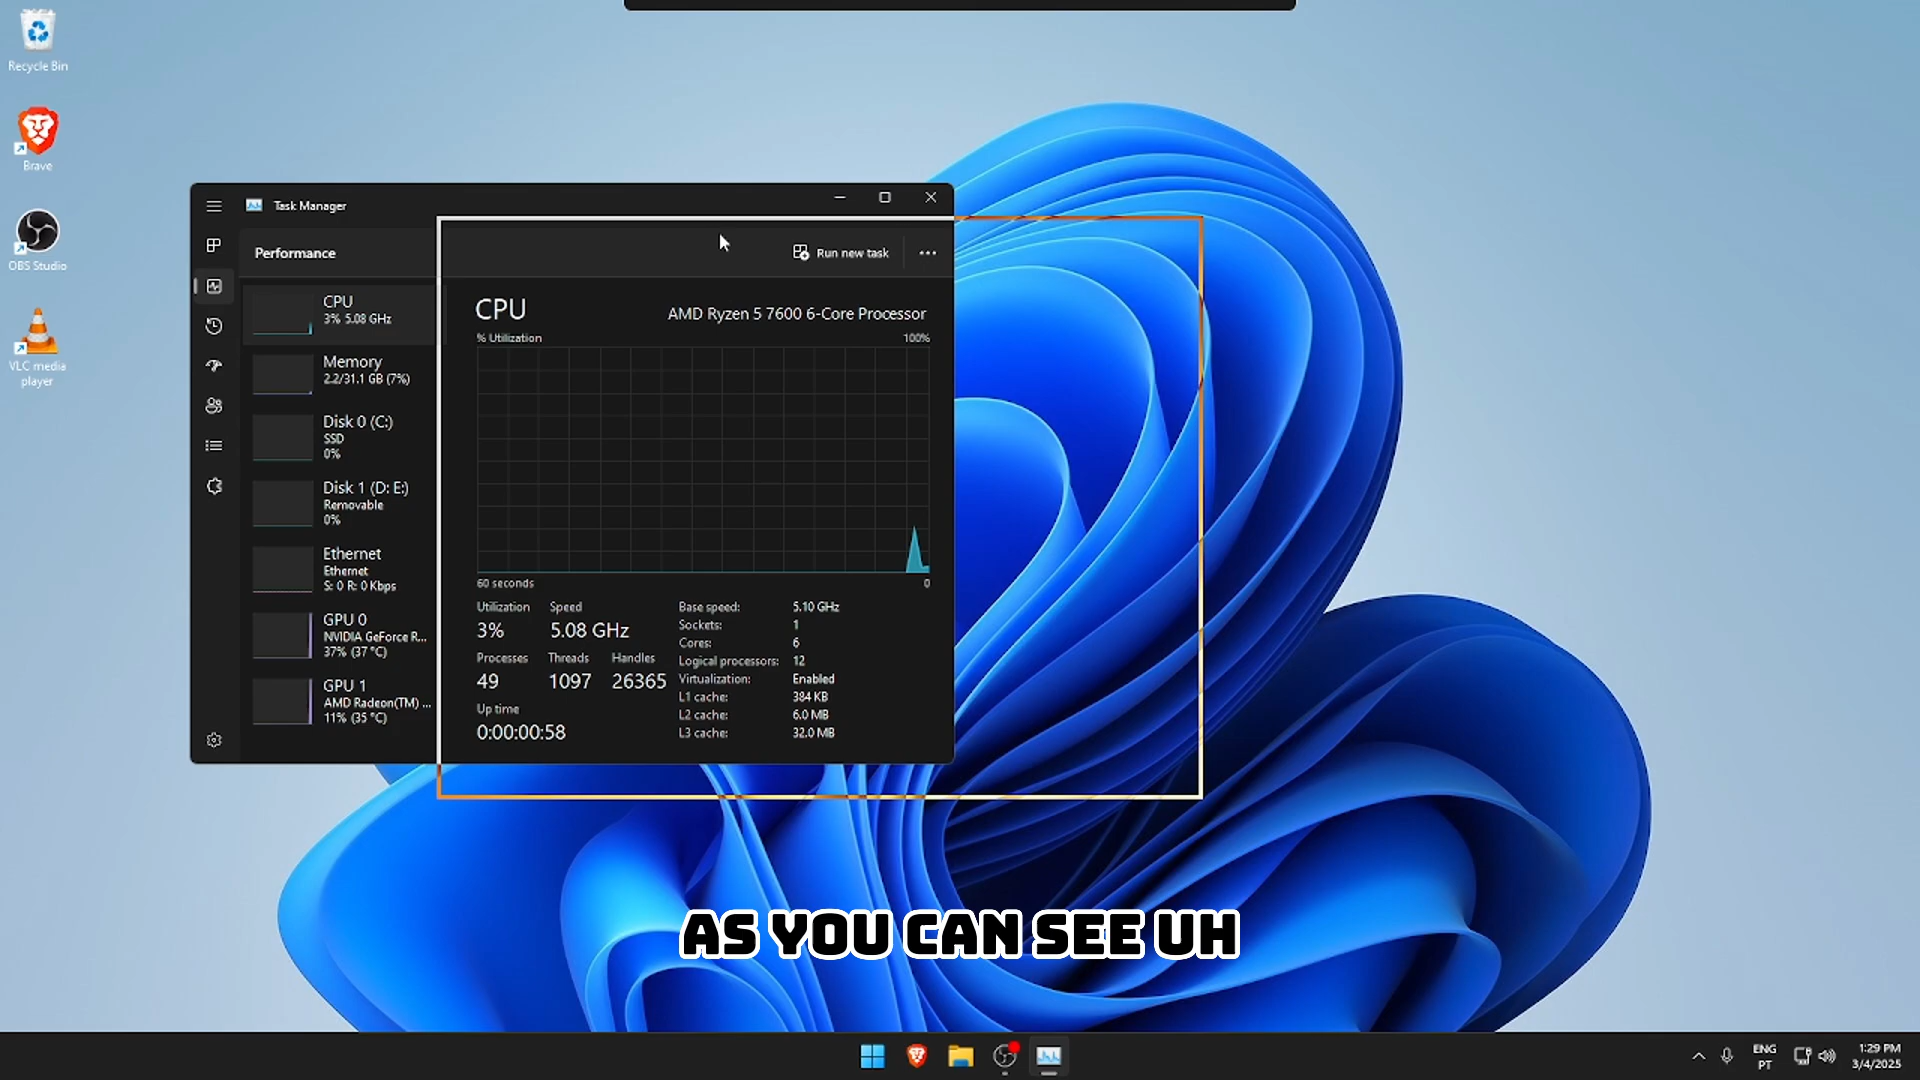 Recycle Bin
Brave
OBS Studio
VLC media
player
Task Manager
Performance
Run new task
CPU
3% 5.08 GHz
Memory
2.2/31.1 GB (7%)
Disk 0 (C:)
SSD
0%
Disk 1 (D: E:)
Removable
0%
Ethernet
Ethernet
S: 0 R: 0 Kbps
GPU 0
NVIDIA GeForce R...
37% (37 °C)
GPU 1
AMD Radeon(TM) ...
11% (35 °C)
CPU
AMD Ryzen 5 7600 6-Core Processor
% Utilization
100%
60 seconds
0
Utilization
Speed
3%
5.08 GHz
Processes
Threads
Handles
49
1097
26365
Up time
0:00:00:58
Base speed: 5.10 GHz
Sockets: 1
Cores: 6
Logical processors: 12
Virtualization: Enabled
L1 cache: 384 KB
L2 cache: 6.0 MB
L3 cache: 32.0 MB
AS YOU CAN SEE UH
ENG
PT
1:29 PM
3/4/2025